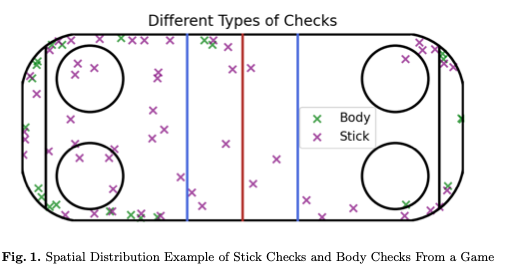 Different Types of Checks
Body
Stick
Fig. 1. Spatial Distribution Example of Stick Checks and Body Checks From a Game